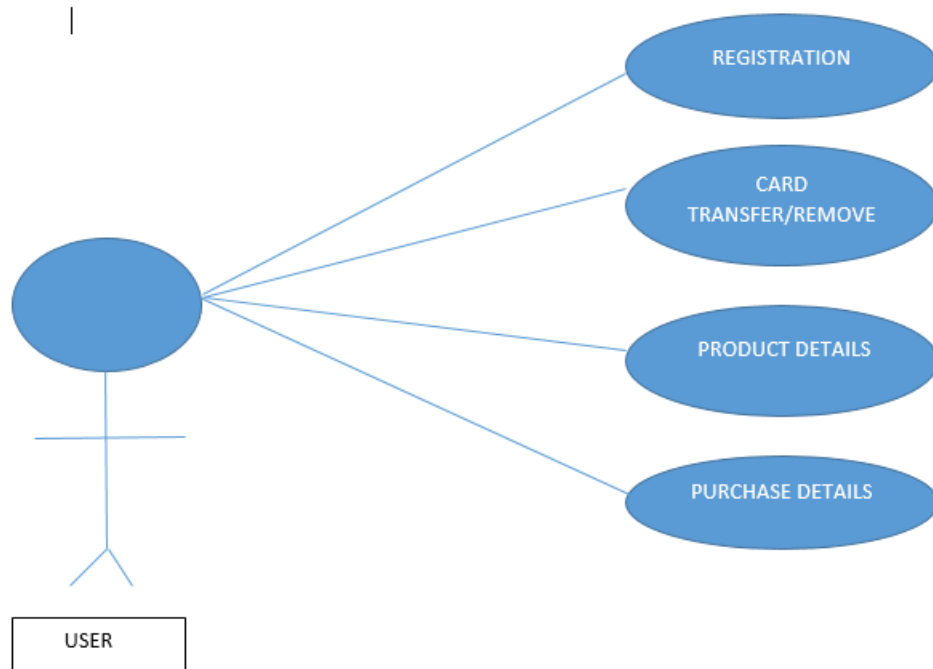 REGISTRATION
CARD
TRANSFER/REMOVE
PRODUCT DETAILS
PURCHASE DETAILS
USER